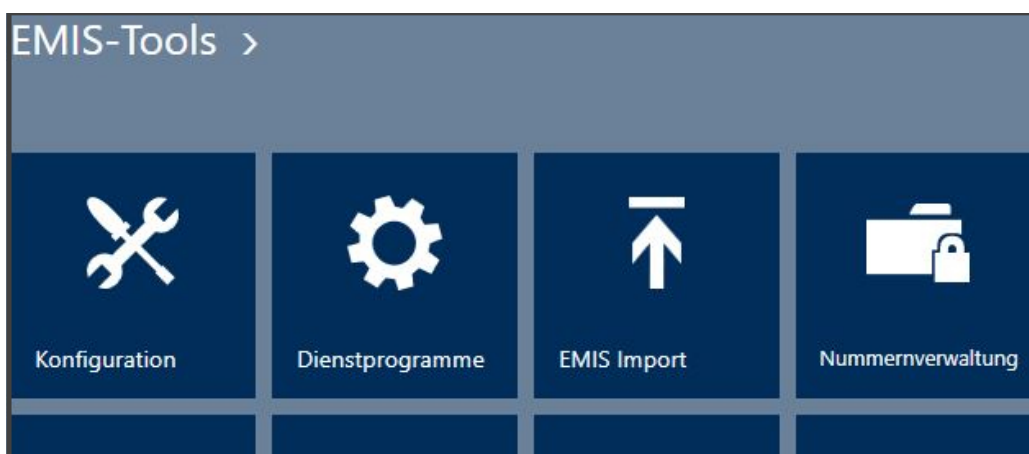 EMIS-Tools >
Konfiguration
Dienstprogramme
EMIS Import
Nummernverwaltung